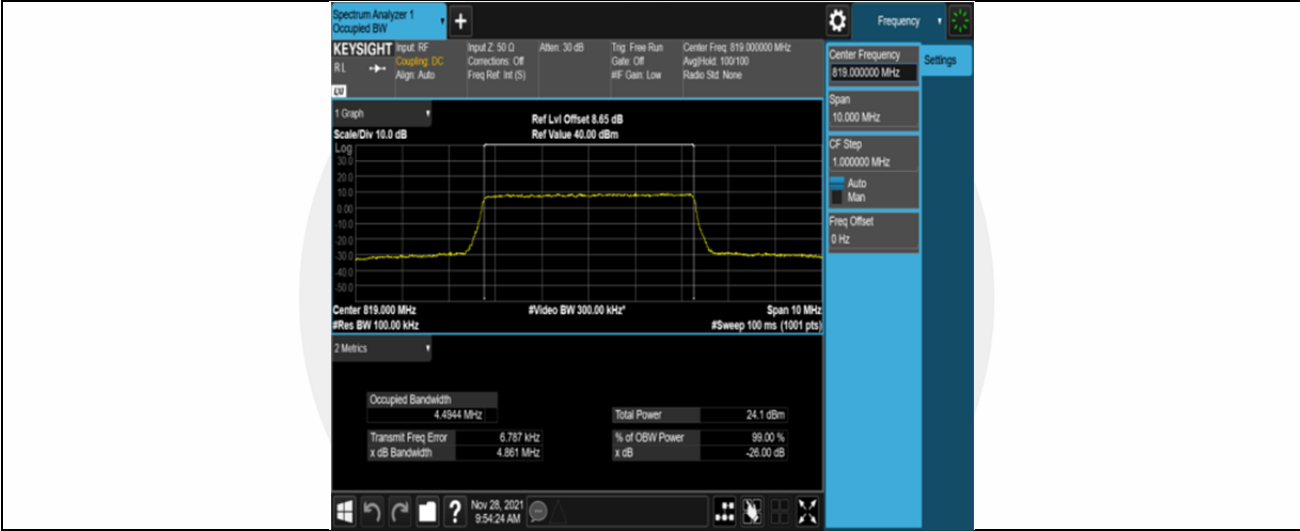 Spectrum Analyzer 1
Occupied BW
+
Frequency
KEYSIGHT
RL
Input: RF
Coupling: DC
Align: Auto
Input Z: 50 Ω
Corrections: Off
Freq Ref: Int (S)
Atten: 30 dB
Trig: Free Run
Gate: Off
#IF Gain: Low
Center Freq: 819.000000 MHz
Avg|Hold: 100/100
Radio Std: None
LXI
1 Graph
Scale/Div 10.0 dB
Ref Lvl Offset 8.65 dB
Ref Value 40.00 dBm
Log
30.0
20.0
10.0
0.00
-10.0
-20.0
-30.0
-40.0
-50.0
Center 819.000 MHz
#Res BW 100.00 kHz
#Video BW 300.00 kHz*
Span 10 MHz
#Sweep 100 ms (1001 pts)
2 Metrics
Occupied Bandwidth
4.4944 MHz
Transmit Freq Error 6.787 kHz
x dB Bandwidth 4.861 MHz
Total Power 24.1 dBm
% of OBW Power 99.00 %
x dB -26.00 dB
Center Frequency
819.000000 MHz
Settings
Span
10.000 MHz
CF Step
1.000000 MHz
Auto
Man
Freq Offset
0 Hz
?
Nov 28, 2021
9:54:24 AM